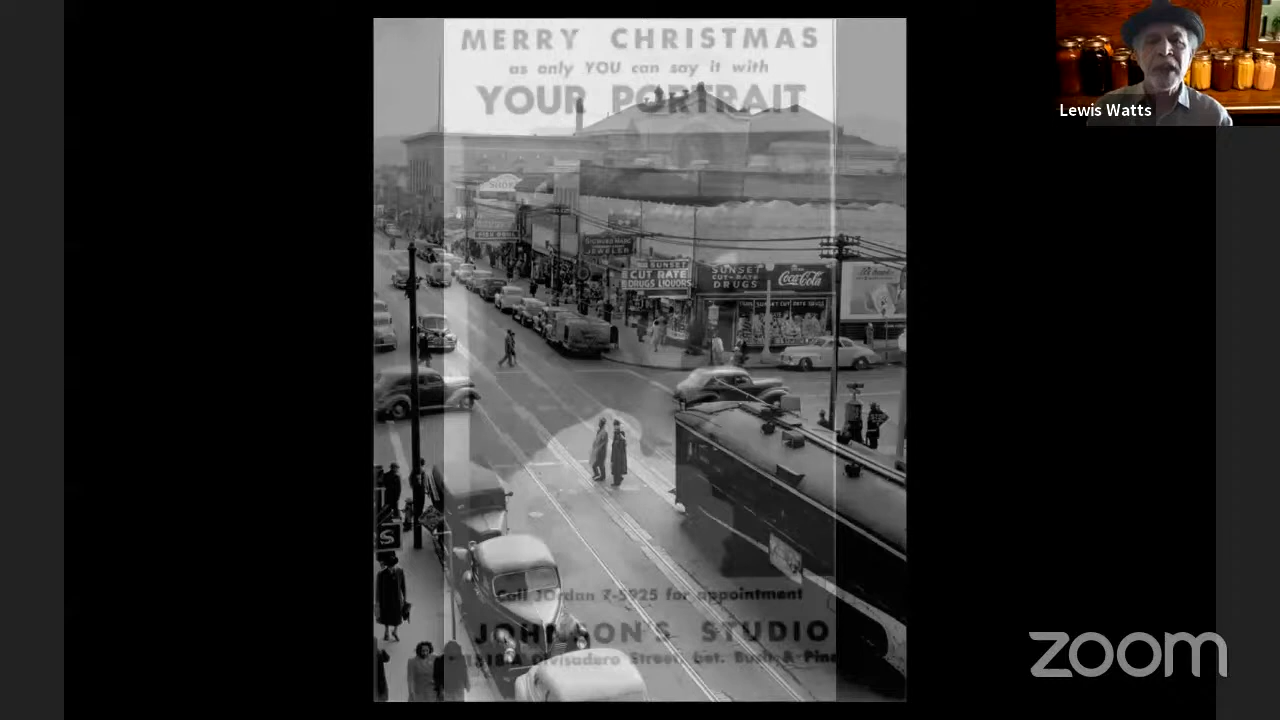 MERRY CHRISTMAS
as only YOU can say it with
YOUR PORTRAIT
SUNSET
CUT RATE
DRUGS LIQUORS
SUNSET
CUT-RATE
DRUGS
Coca-Cola
JEWELER
S
Call JOrdan 7-5925 for appointment
JOHNSON'S STUDIO
1818A Divisadero Street, bet. Bush & Pine
Lewis Watts
zoom